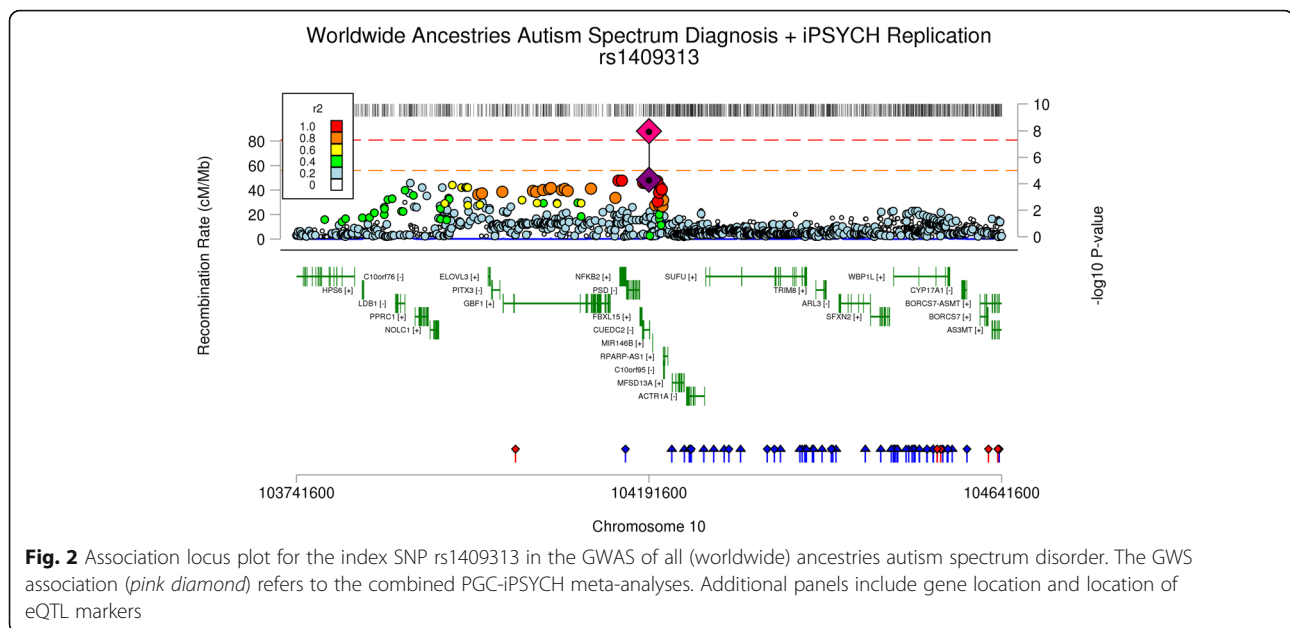 Worldwide Ancestries Autism Spectrum Diagnosis + iPSYCH Replication
rs1409313
r2
1.0
0.8
0.6
0.4
0.2
0
Recombination Rate (cM/Mb)
80
60
40
20
0
10
8
6
4
2
0
-log10 P-value
C10orf76 [-]
ELOVL3 [+]
NFKB2 [+]
SUFU [+]
WBP1L [+]
HPS6 [+]
PITX3 [-]
PSD [-]
TRIM8 [+]
CYP17A1 [-]
LDB1 [-]
GBF1 [+]
ARL3 [-]
BORCS7-ASMT [+]
PPRC1 [+]
FBXL15 [+]
SFXN2 [+]
BORCS7 [+]
NOLC1 [+]
CUEDC2 [-]
AS3MT [+]
MIR146B [+]
RPARP-AS1 [+]
C10orf95 [-]
MFSD13A [+]
ACTR1A [-]
103741600
104191600
104641600
Chromosome 10
Fig. 2 Association locus plot for the index SNP rs1409313 in the GWAS of all (worldwide) ancestries autism spectrum disorder. The GWS
association (pink diamond) refers to the combined PGC-iPSYCH meta-analyses. Additional panels include gene location and location of
eQTL markers